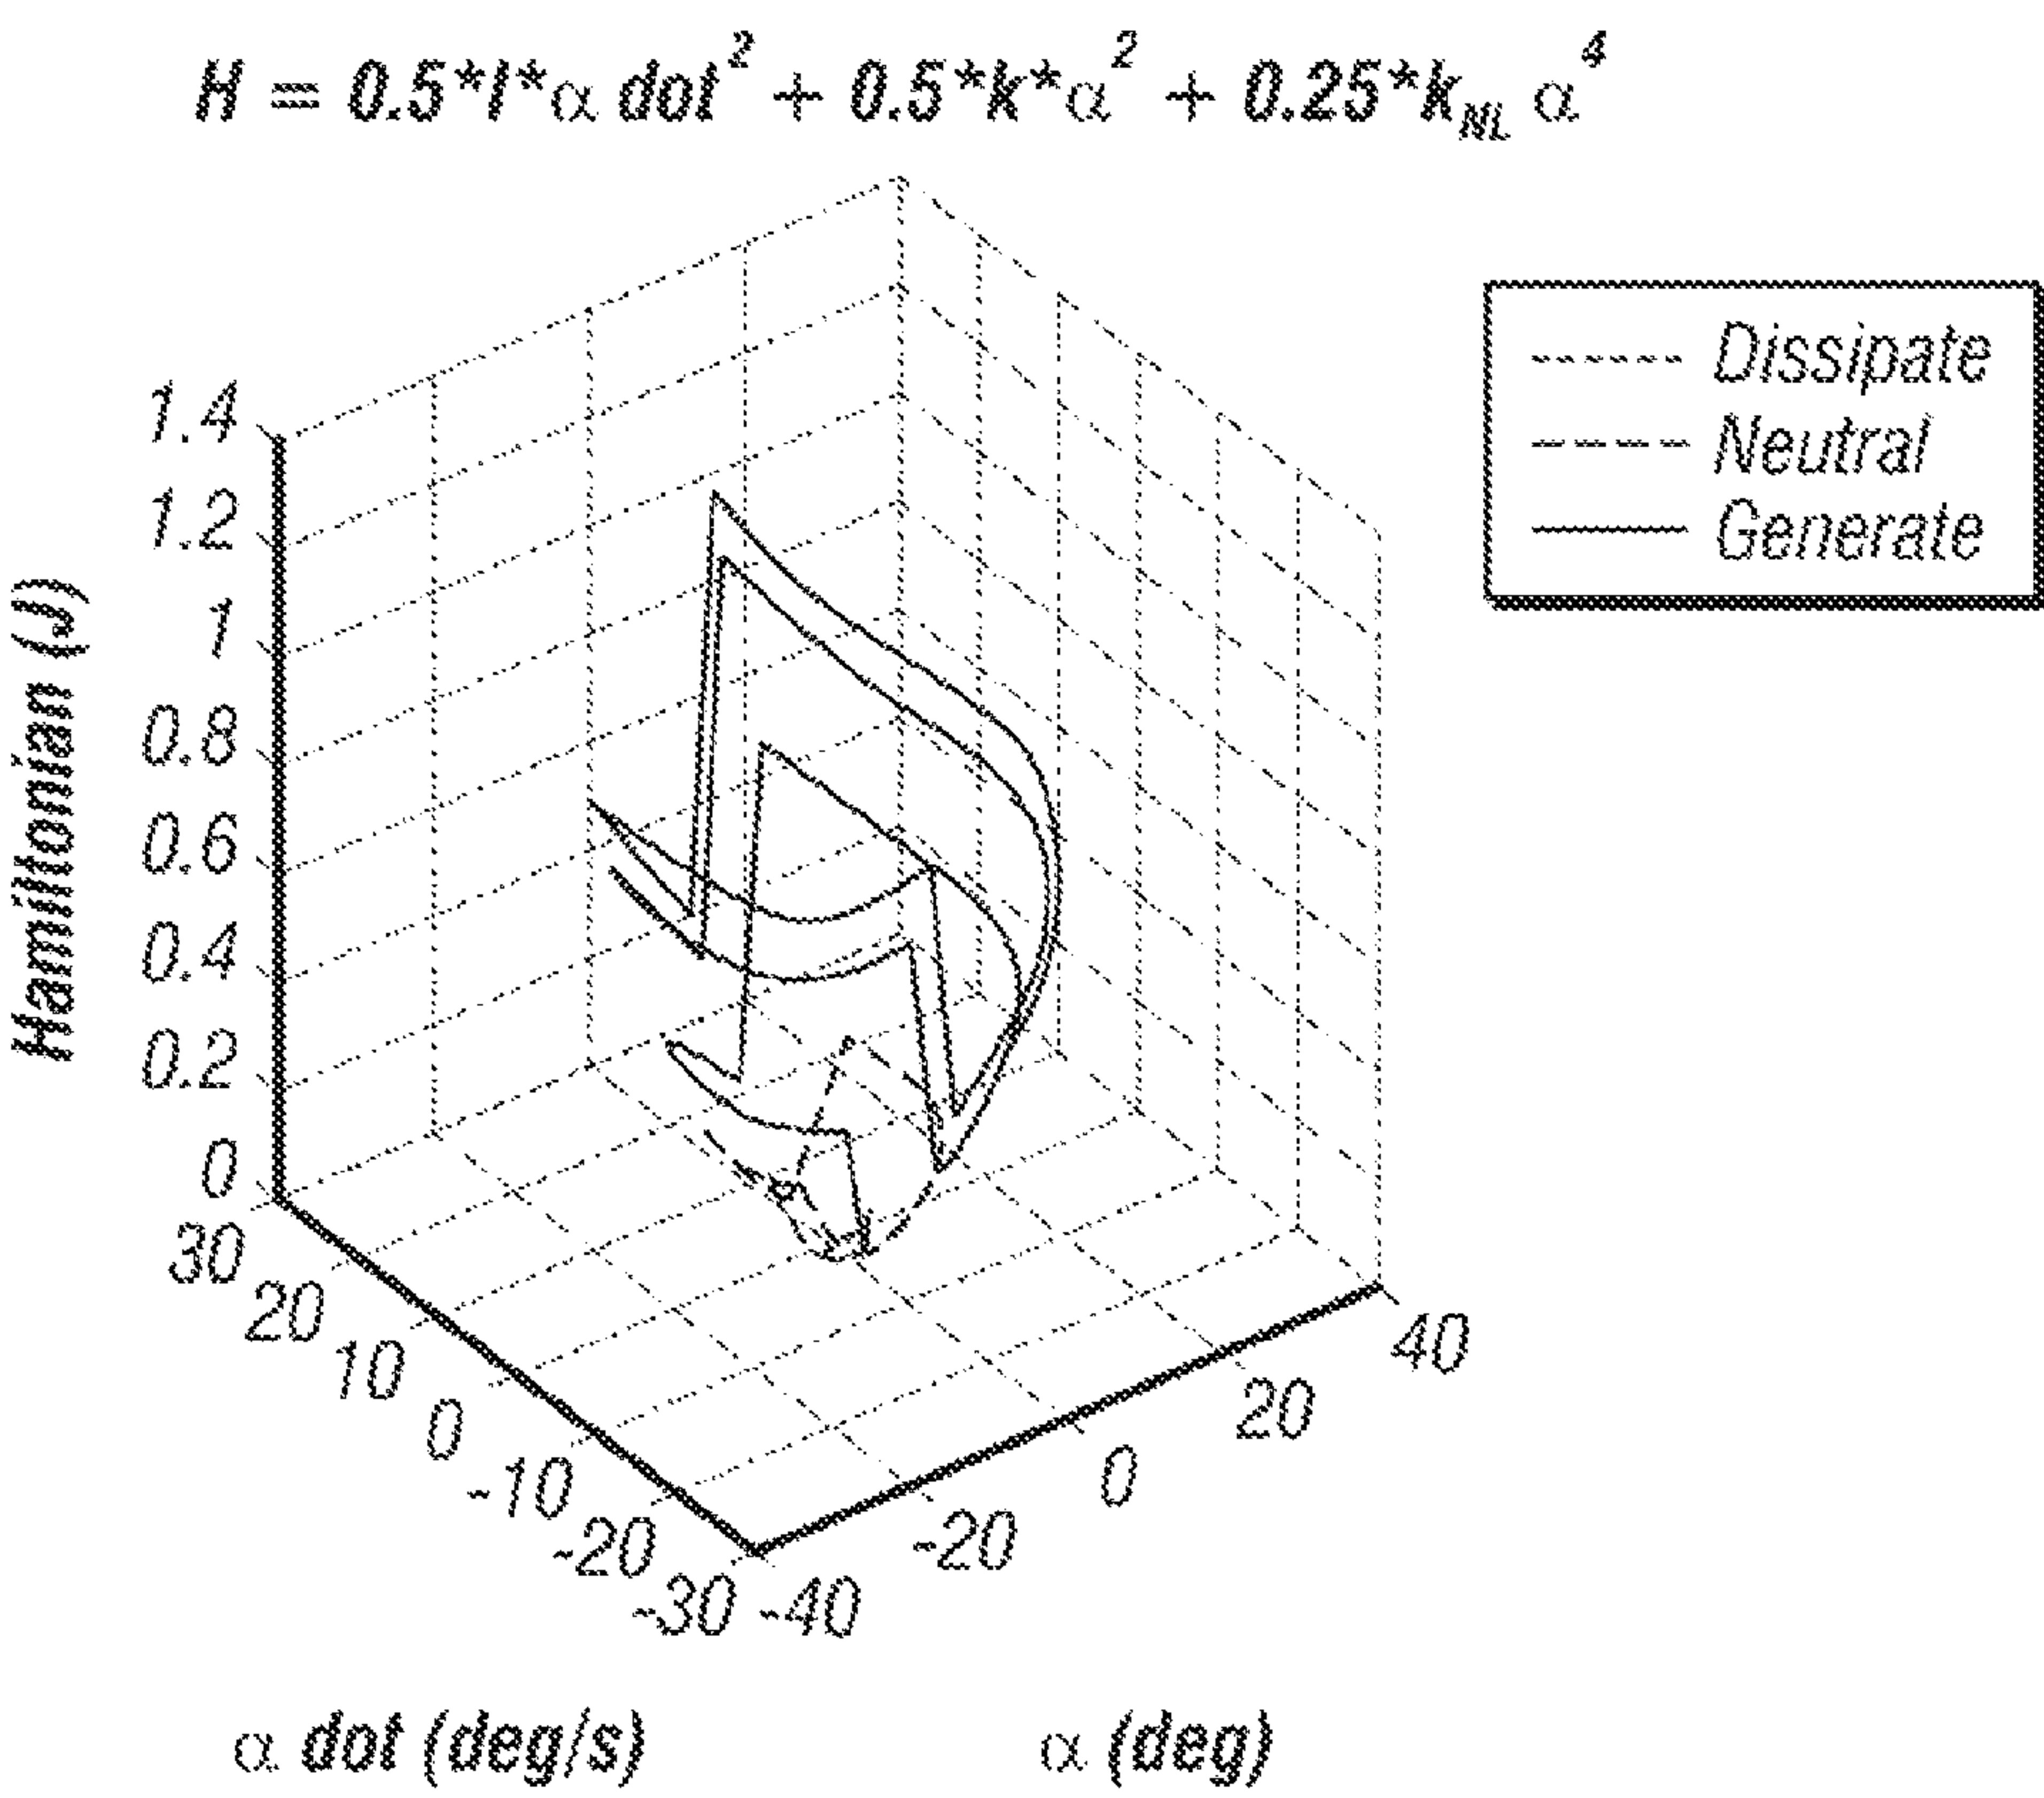 H = 0.5*I*α dot² + 0.5*k*α² + 0.25*k_NL α⁴
Dissipate
Neutral
Generate
Hamiltonian (J)
1.4
1.2
1
0.8
0.6
0.4
0.2
0
30
20
10
0
-10
-20
-30
-40
-20
0
20
40
α dot (deg/s)
α (deg)